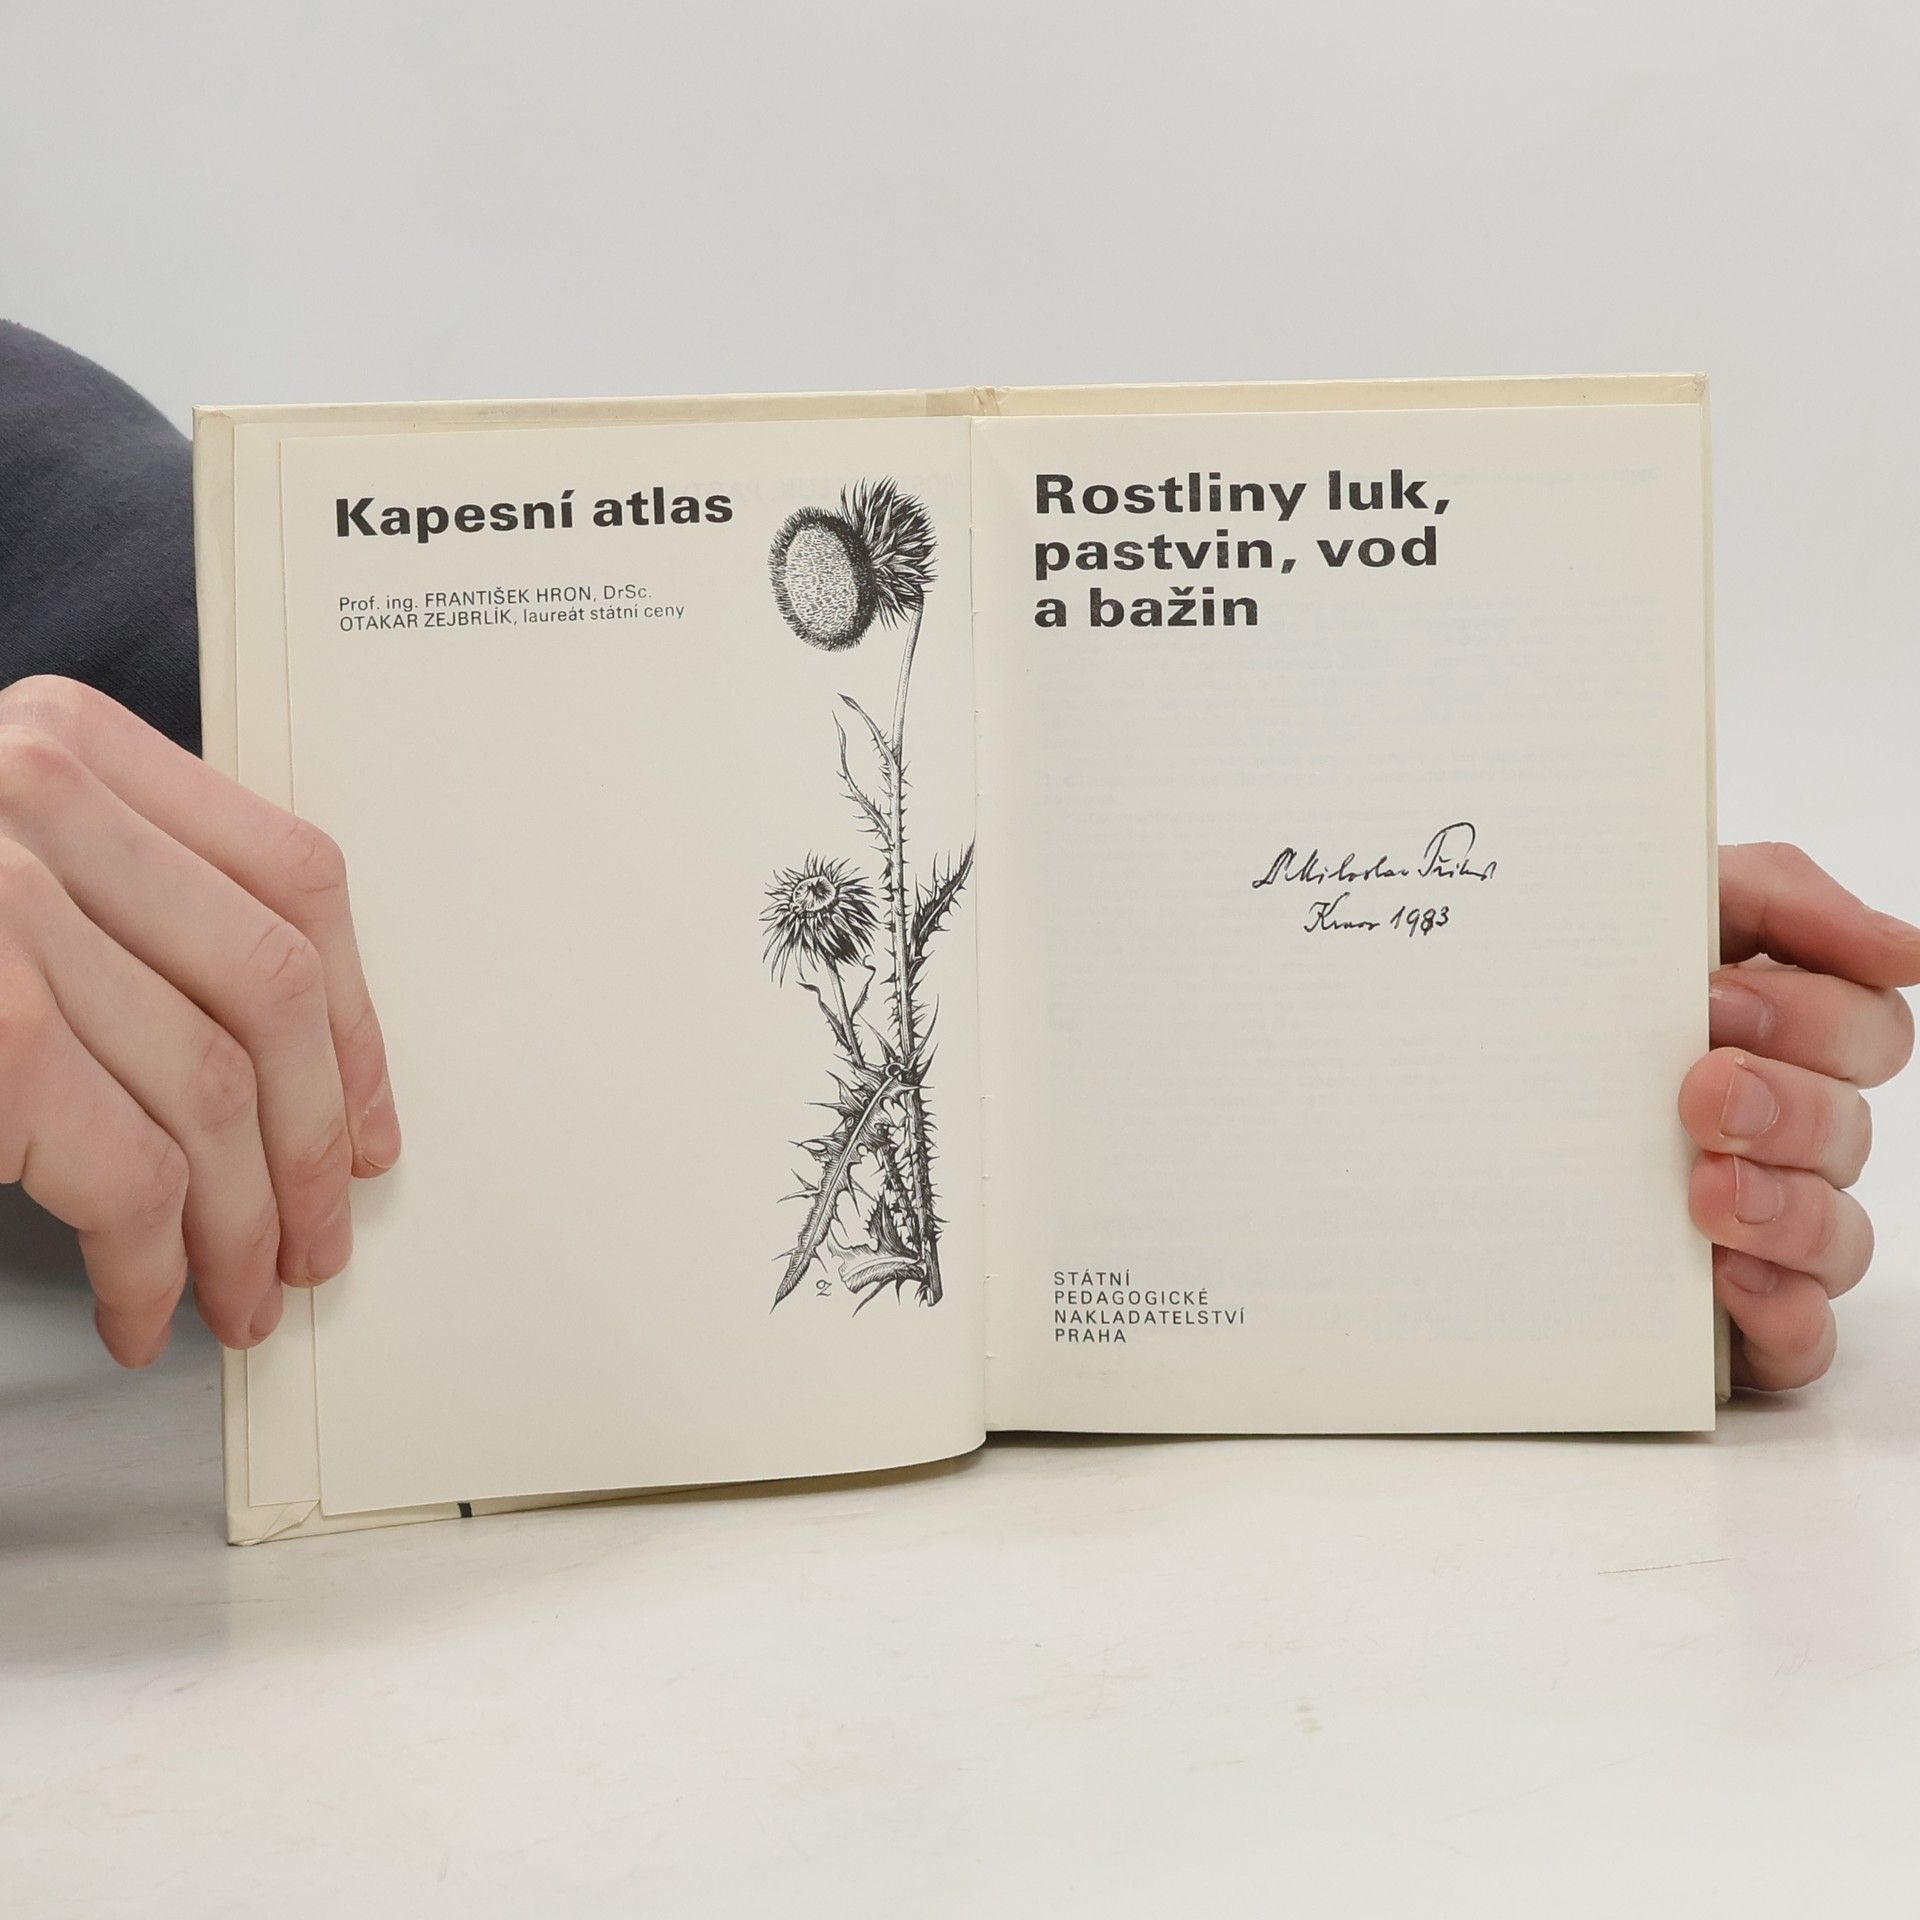 Kapesní atlas
Prof. ing. FRANTIŠEK HRON, DrSc.
OTAKAR ZEJBRLÍK, laureát státní ceny
Rostliny luk,
pastvin, vod
a bažin
Miloslav
1983
STÁTNÍ
PEDAGOGICKÉ
NAKLADATELSTVÍ
PRAHA